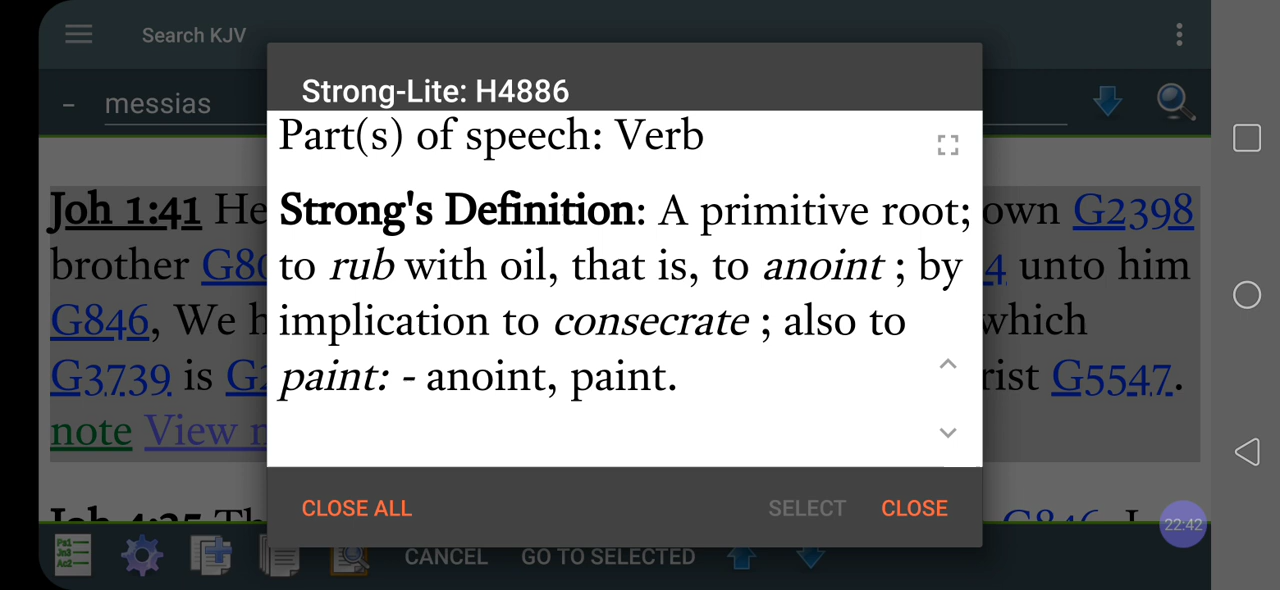 Search KJV
– messias
Strong-Lite: H4886
Part(s) of speech: Verb
Strong's Definition: A primitive root;
to rub with oil, that is, to anoint ; by
implication to consecrate ; also to
paint: - anoint, paint.
Joh 1:41 He own G2398
brother unto him
G846, We which
G3739 is G5547.
note View
CLOSE ALL SELECT CLOSE
22:42
CANCEL GO TO SELECTED